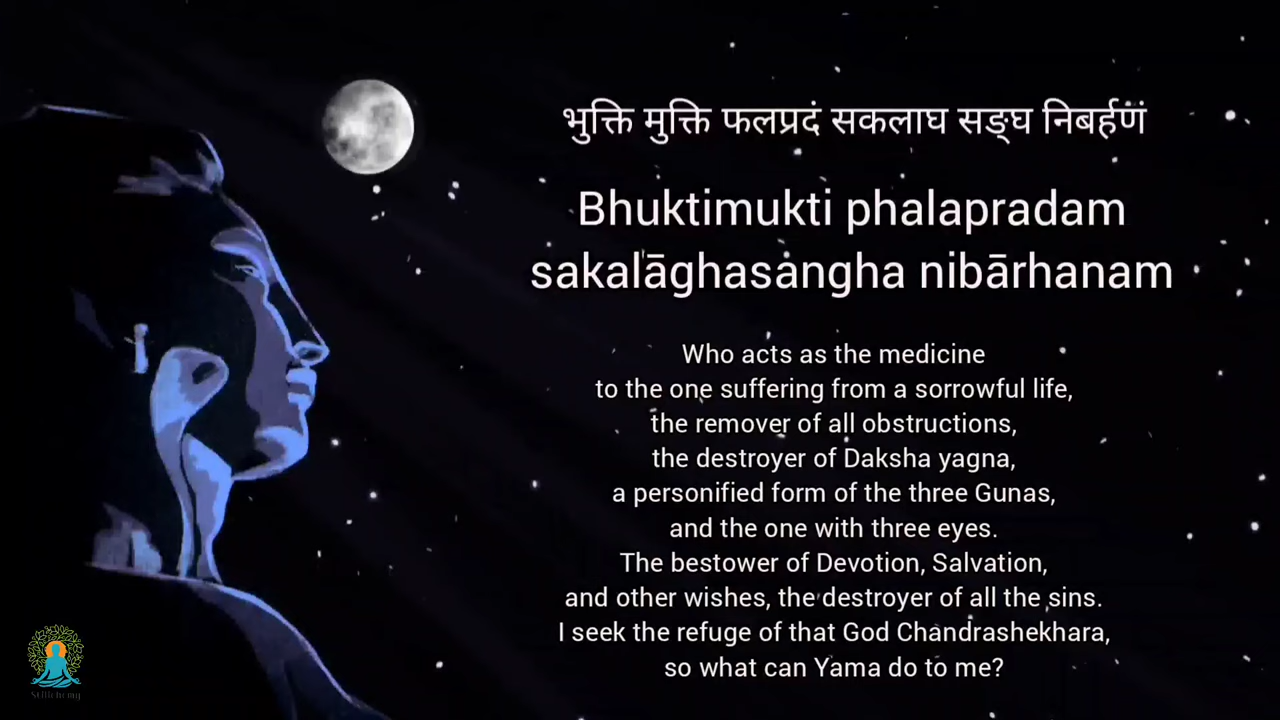 भुक्ति मुक्ति फलप्रदं सकलाघ सङ्घ निबर्हणं
Bhuktimukti phalapradam
sakalāghasaṅgha nibārhanam
Who acts as the medicine
to the one suffering from a sorrowful life,
the remover of all obstructions,
the destroyer of Daksha yagna,
a personified form of the three Gunas,
and the one with three eyes.
The bestower of Devotion, Salvation,
and other wishes, the destroyer of all the sins.
I seek the refuge of that God Chandrashekhara,
so what can Yama do to me?